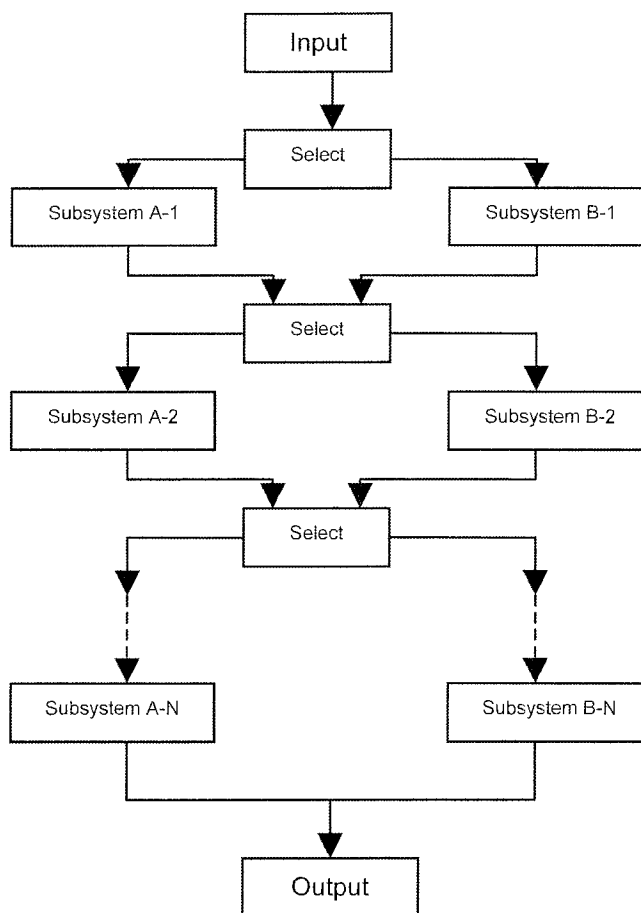 Input
Select
Subsystem A-1
Subsystem B-1
Select
Subsystem A-2
Subsystem B-2
Select
Subsystem A-N
Subsystem B-N
Output